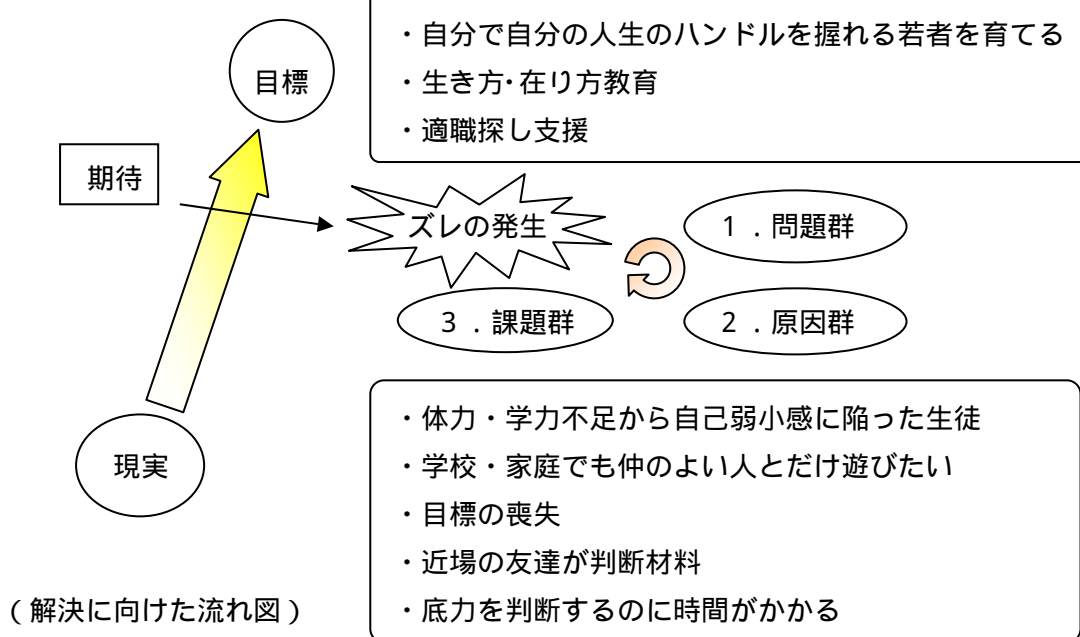 目標
・自分で自分の人生のハンドルを握れる若者を育てる
・生き方・在り方教育
・適職探し支援
期待
ズレの発生
1．問題群
3．課題群
2．原因群
現実
・体力・学力不足から自己弱小感に陥った生徒
・学校・家庭でも仲のよい人とだけ遊びたい
・目標の喪失
・近場の友達が判断材料
・底力を判断するのに時間がかかる
(解決に向けた流れ図)